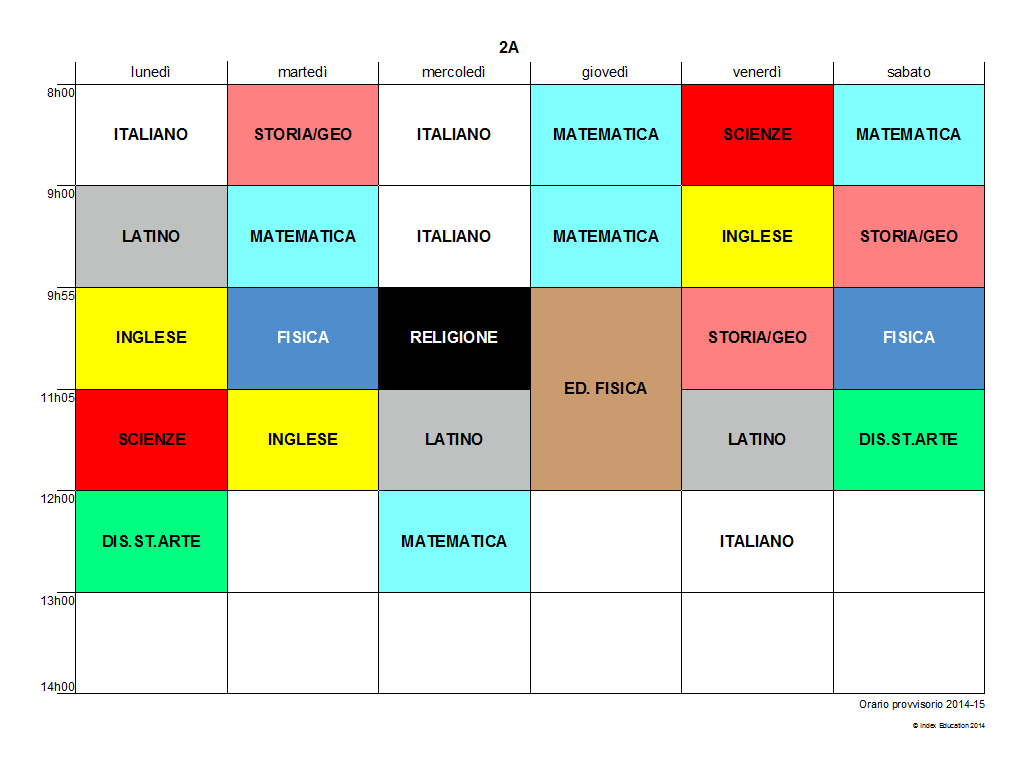 2A
lunedì martedì mercoledì giovedì venerdì sabato
8h00
ITALIANO STORIA/GEO ITALIANO MATEMATICA SCIENZE MATEMATICA
9h00
LATINO MATEMATICA ITALIANO MATEMATICA INGLESE STORIA/GEO
9h55
INGLESE FISICA RELIGIONE STORIA/GEO FISICA
ED. FISICA
11h05
SCIENZE INGLESE LATINO LATINO DIS.ST.ARTE
12h00
DIS.ST.ARTE MATEMATICA ITALIANO
13h00
14h00
Orario provvisorio 2014-15
© Index Education 2014